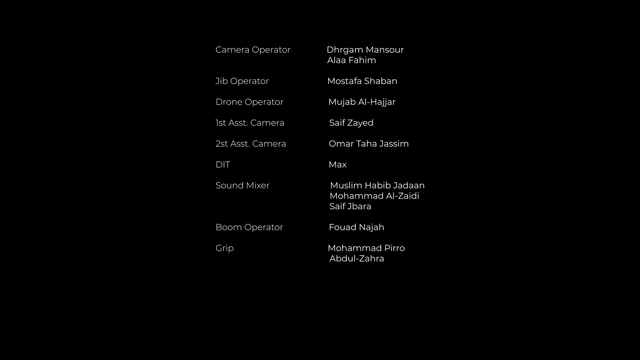 Camera Operator Dhrgam Mansour
Alaa Fahim
Jib Operator Mostafa Shaban
Drone Operator Mujab Al-Hajjar
1st Asst. Camera Saif Zayed
2st Asst. Camera Omar Taha Jassim
DIT Max
Sound Mixer Muslim Habib Jadaan
Mohammad Al-Zaidi
Saif Jbara
Boom Operator Fouad Najah
Grip Mohammad Pirro
Abdul-Zahra